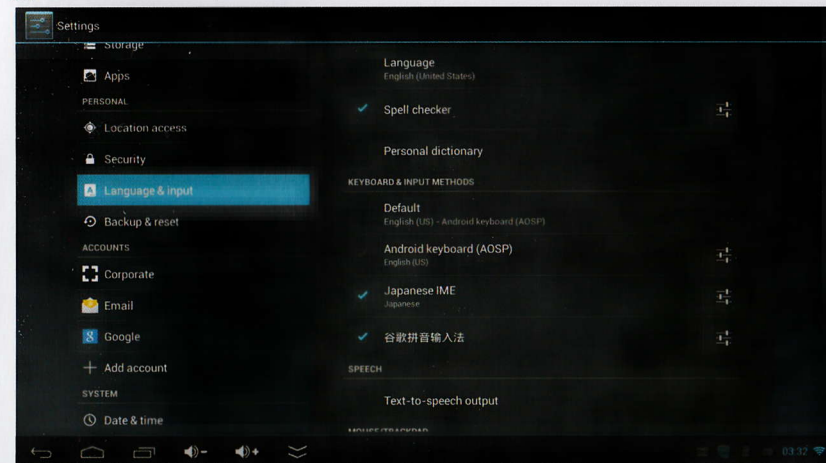 Settings
Storage
Apps
PERSONAL
Location access
Security
Language & input
Backup & reset
ACCOUNTS
Corporate
Email
Google
Add account
SYSTEM
Date & time
Language
English (United States)
Spell checker
Personal dictionary
KEYBOARD & INPUT METHODS
Default
English (US) - Android keyboard (AOSP)
Android keyboard (AOSP)
English (US)
Japanese IME
Japanese
谷歌拼音输入法
SPEECH
Text-to-speech output
MOUSE/TRACKPAD
03:32